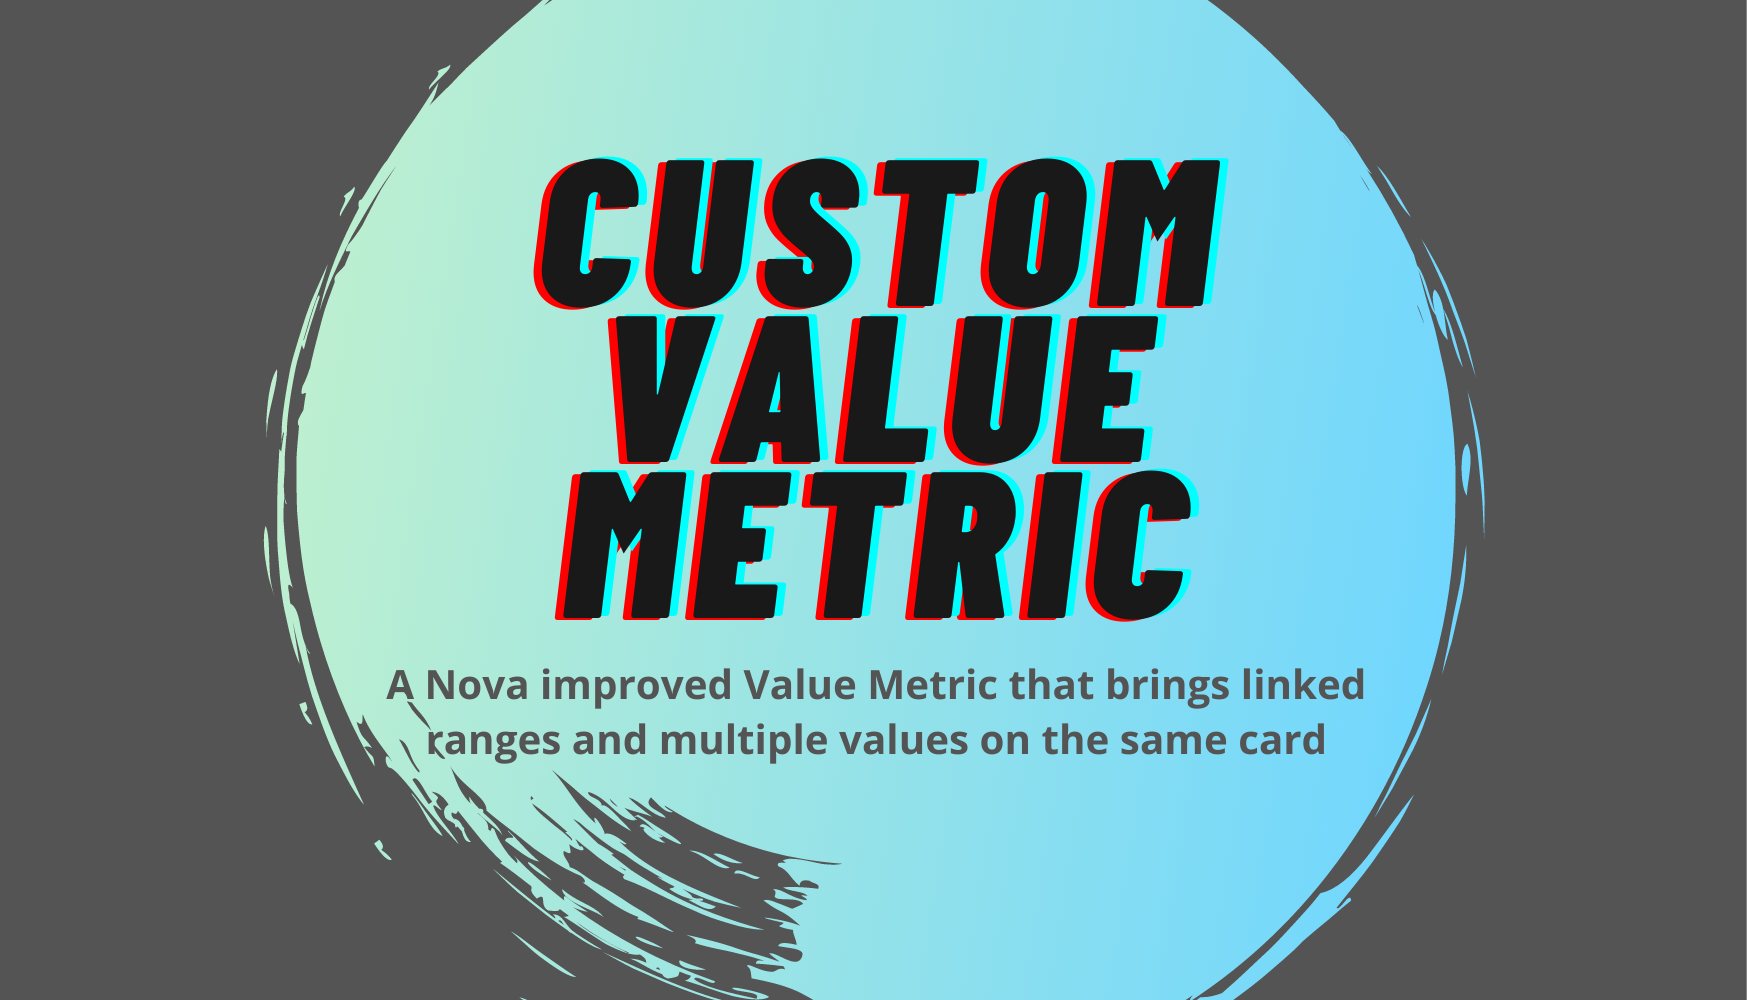 CUSTOM
VALUE
METRIC
A Nova improved Value Metric that brings linked
ranges and multiple values on the same card